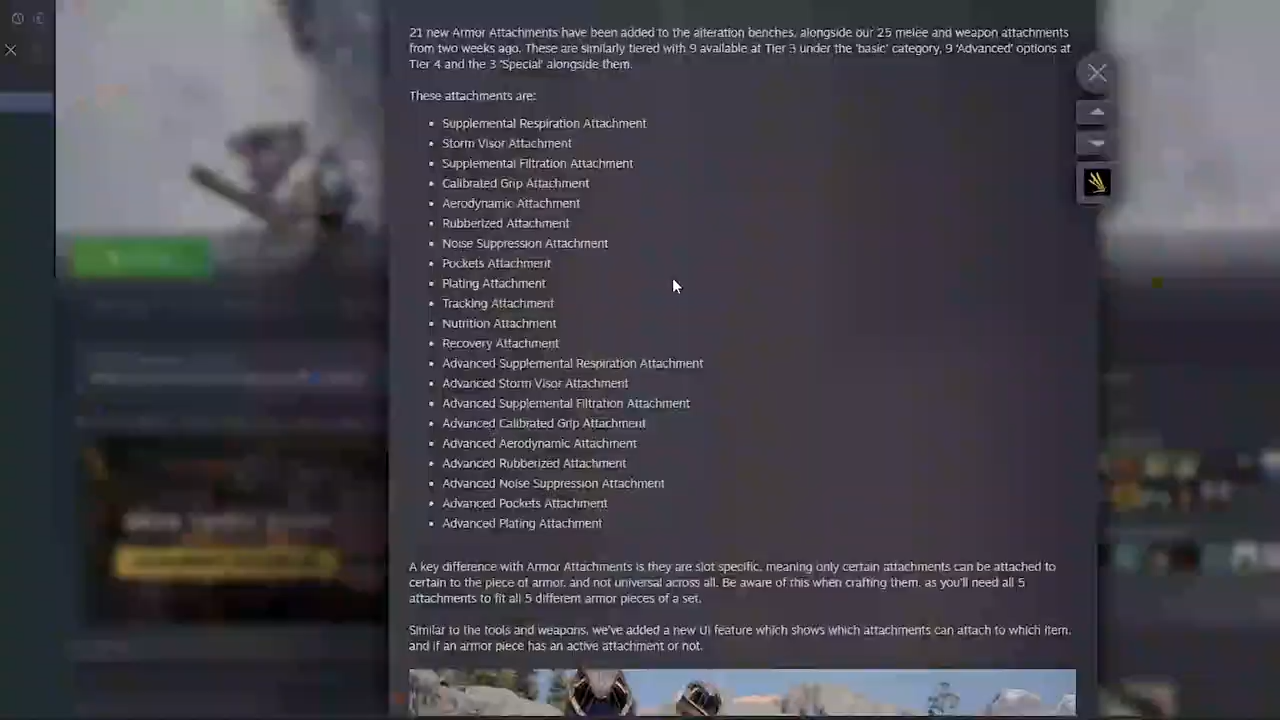 21 new Armor Attachments have been added to the alteration benches, alongside our 25 melee and weapon attachments
from two weeks ago. These are similarly tiered with 9 available at Tier 3 under the 'basic' category, 9 'Advanced' options at
Tier 4 and the 3 'Special' alongside them.
These attachments are:
• Supplemental Respiration Attachment
• Storm Visor Attachment
• Supplemental Filtration Attachment
• Calibrated Grip Attachment
• Aerodynamic Attachment
• Rubberized Attachment
• Noise Suppression Attachment
• Pockets Attachment
• Plating Attachment
• Tracking Attachment
• Nutrition Attachment
• Recovery Attachment
• Advanced Supplemental Respiration Attachment
• Advanced Storm Visor Attachment
• Advanced Supplemental Filtration Attachment
• Advanced Calibrated Grip Attachment
• Advanced Aerodynamic Attachment
• Advanced Rubberized Attachment
• Advanced Noise Suppression Attachment
• Advanced Pockets Attachment
• Advanced Plating Attachment
A key difference with Armor Attachments is they are slot specific, meaning only certain attachments can be attached to
certain to the piece of armor, and not universal across all. Be aware of this when crafting them, as you'll need all 5
attachments to fit all 5 different armor pieces of a set.
Similar to the tools and weapons, we've added a new UI feature which shows which attachments can attach to which item,
and if an armor piece has an active attachment or not.